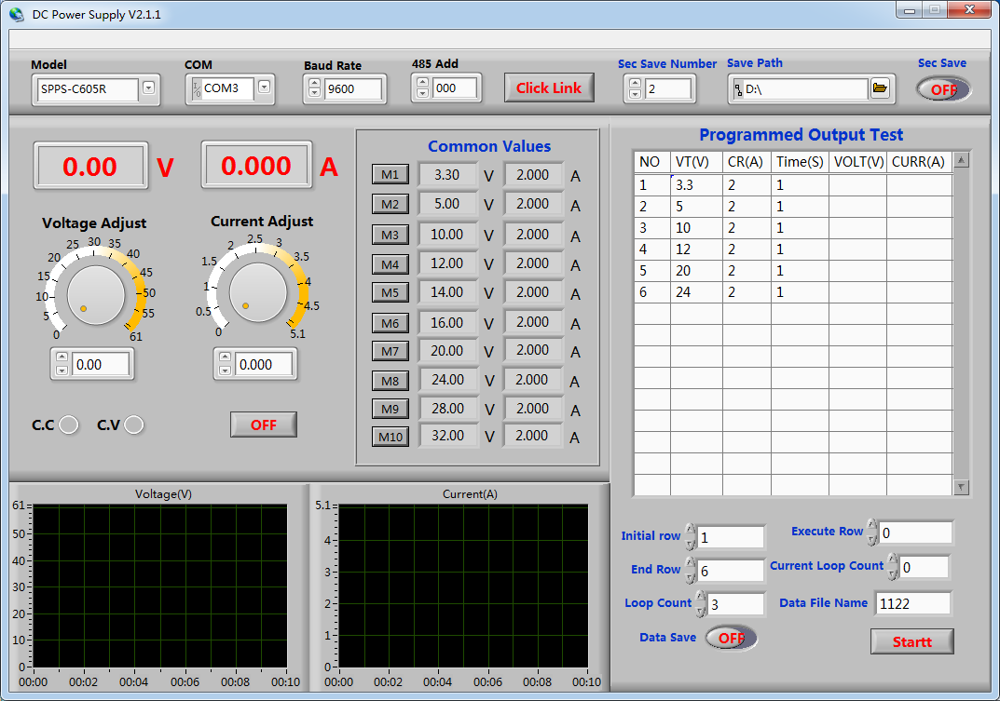 DC Power Supply V2.1.1
Model COM Baud Rate 485 Add Sec Save Number Save Path Sec Save
SPPS-C605R COM3 9600 000 Click Link 2 D:\ OFF
0.00 V 0.000 A
Voltage Adjust Current Adjust
0 5 10 15 20 25 30 35 40 45 50 55 61
0 0.5 1 1.5 2 2.5 3 3.5 4 4.5 5.1
0.00 0.000
C.C C.V OFF
Common Values
M1 3.30 V 2.000 A
M2 5.00 V 2.000 A
M3 10.00 V 2.000 A
M4 12.00 V 2.000 A
M5 14.00 V 2.000 A
M6 16.00 V 2.000 A
M7 20.00 V 2.000 A
M8 24.00 V 2.000 A
M9 28.00 V 2.000 A
M10 32.00 V 2.000 A
Programmed Output Test
NO VT(V) CR(A) Time(S) VOLT(V) CURR(A)
1 3.3 2 1
2 5 2 1
3 10 2 1
4 12 2 1
5 20 2 1
6 24 2 1
Voltage(V)
61
50
40
30
20
10
0
00:00 00:02 00:04 00:06 00:08 00:10
Current(A)
5.1
4
3
2
1
0
00:00 00:02 00:04 00:06 00:08 00:10
Initial row 1 Execute Row 0
End Row 6 Current Loop Count 0
Loop Count 3 Data File Name 1122
Data Save OFF Startt